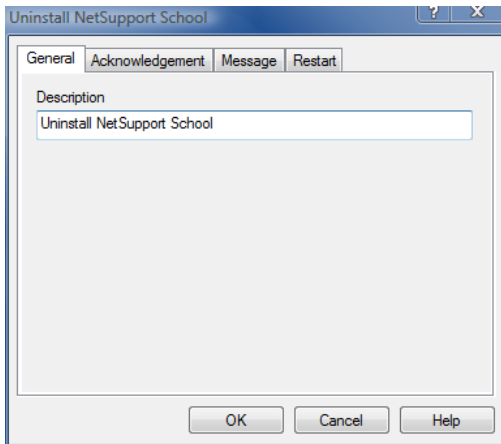 Uninstall NetSupport School
General Acknowledgement Message Restart
Description
Uninstall NetSupport School
OK Cancel Help